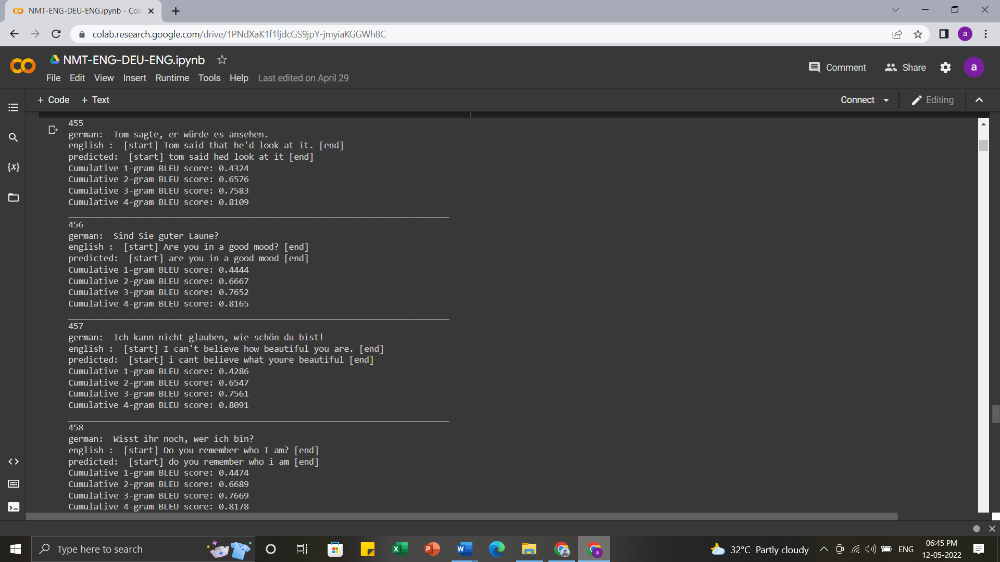 NMT-ENG-DEU-ENG.ipynb - Cola
colab.research.google.com/drive/1PNdXaK1f1ljdcGS9jpY-jmyiaKGGWh8C
a
NMT-ENG-DEU-ENG.ipynb
Comment
Share
a
File Edit View Insert Runtime Tools Help Last edited on April 29
+ Code + Text
Connect
Editing
{x}
455
german:  Tom sagte, er würde es ansehen.
english :  [start] Tom said that he'd look at it. [end]
predicted:  [start] tom said hed look at it [end]
Cumulative 1-gram BLEU score: 0.4324
Cumulative 2-gram BLEU score: 0.6576
Cumulative 3-gram BLEU score: 0.7583
Cumulative 4-gram BLEU score: 0.8109
456
german:  Sind Sie guter Laune?
english :  [start] Are you in a good mood? [end]
predicted:  [start] are you in a good mood [end]
Cumulative 1-gram BLEU score: 0.4444
Cumulative 2-gram BLEU score: 0.6667
Cumulative 3-gram BLEU score: 0.7652
Cumulative 4-gram BLEU score: 0.8165
457
german:  Ich kann nicht glauben, wie schön du bist!
english :  [start] I can't believe how beautiful you are. [end]
predicted:  [start] i cant believe what youre beautiful [end]
Cumulative 1-gram BLEU score: 0.4286
Cumulative 2-gram BLEU score: 0.6547
Cumulative 3-gram BLEU score: 0.7561
Cumulative 4-gram BLEU score: 0.8091
458
german:  Wisst ihr noch, wer ich bin?
english :  [start] Do you remember who I am? [end]
predicted:  [start] do you remember who i am [end]
Cumulative 1-gram BLEU score: 0.4474
Cumulative 2-gram BLEU score: 0.6689
Cumulative 3-gram BLEU score: 0.7669
Cumulative 4-gram BLEU score: 0.8178
Type here to search
32°C Partly cloudy
ENG
06:45 PM
12-05-2022